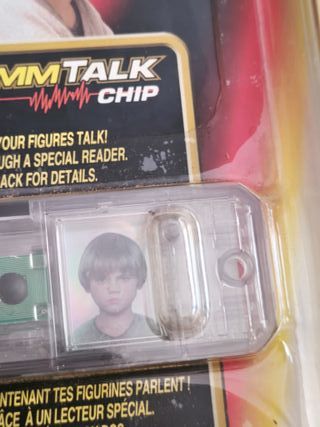 MMTALK
CHIP
YOUR FIGURES TALK!
UGH A SPECIAL READER.
ACK FOR DETAILS.
NTENANT TES FIGURINES PARLENT !
ÂCE À UN LECTEUR SPÉCIAL.